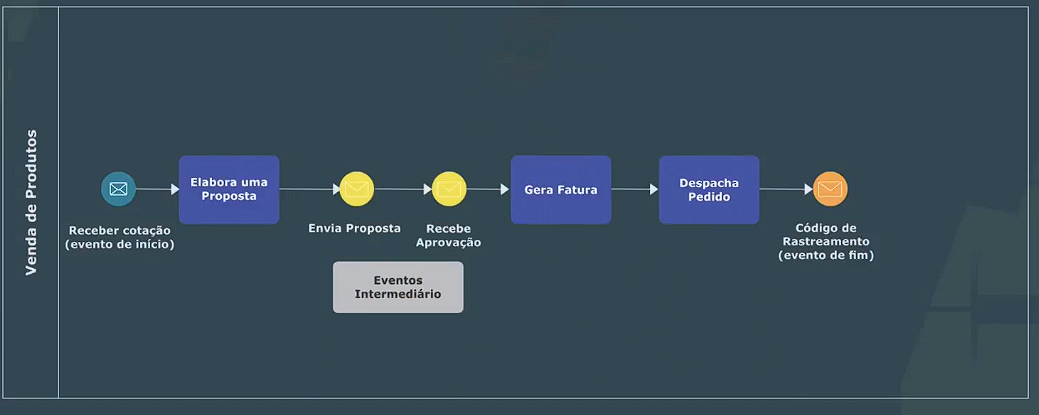 Venda de Produtos
Receber cotação
(evento de início)
Elabora uma
Proposta
Envia Proposta
Recebe
Aprovação
Eventos
Intermediário
Gera Fatura
Despacha
Pedido
Código de
Rastreamento
(evento de fim)